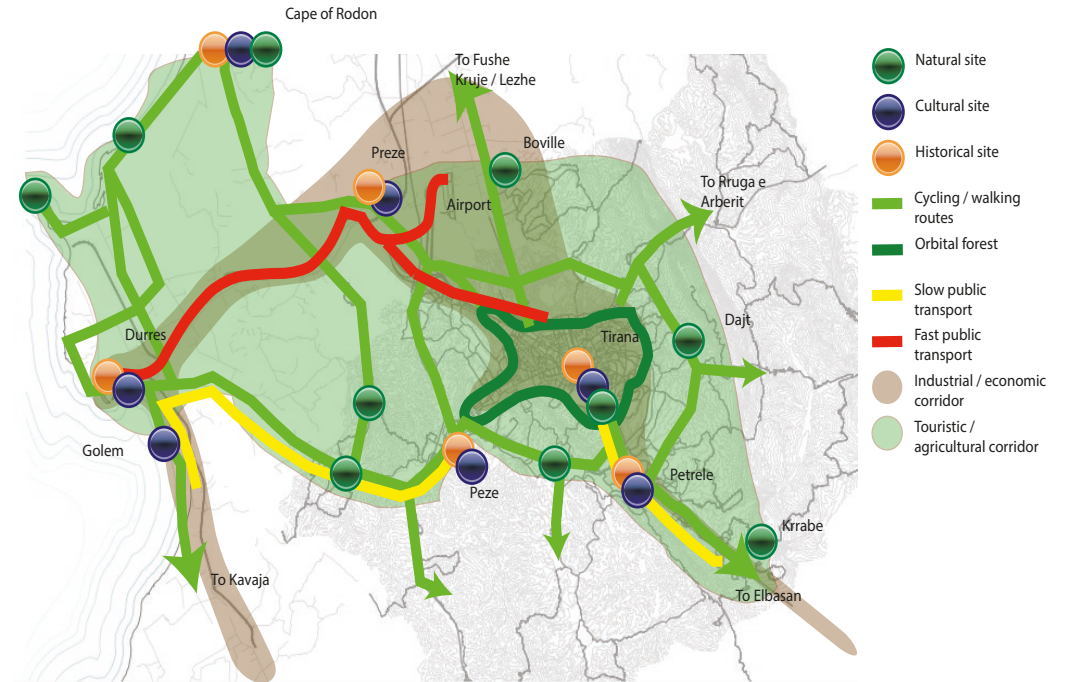 Cape of Rodon
To Fushe
Kruje / Lezhe
Boville
Preze
Airport
To Rruga e
Arberit
Durres
Tirana
Dajt
Golem
Peze
Petrele
Krrabe
To Kavaja
To Elbasan
Natural site
Cultural site
Historical site
Cycling / walking
routes
Orbital forest
Slow public
transport
Fast public
transport
Industrial / economic
corridor
Touristic /
agricultural corridor